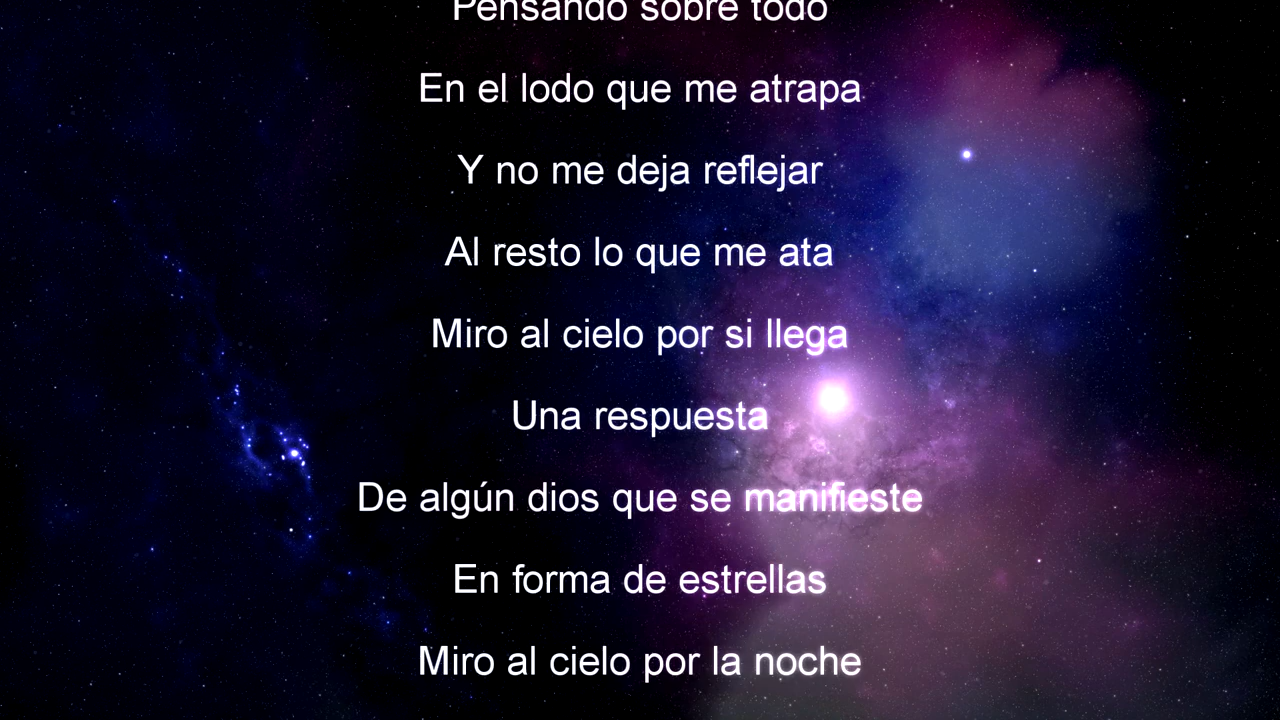 Pensando sobre todo
En el lodo que me atrapa
Y no me deja reflejar
Al resto lo que me ata
Miro al cielo por si llega
Una respuesta
De algún dios que se manifieste
En forma de estrellas
Miro al cielo por la noche